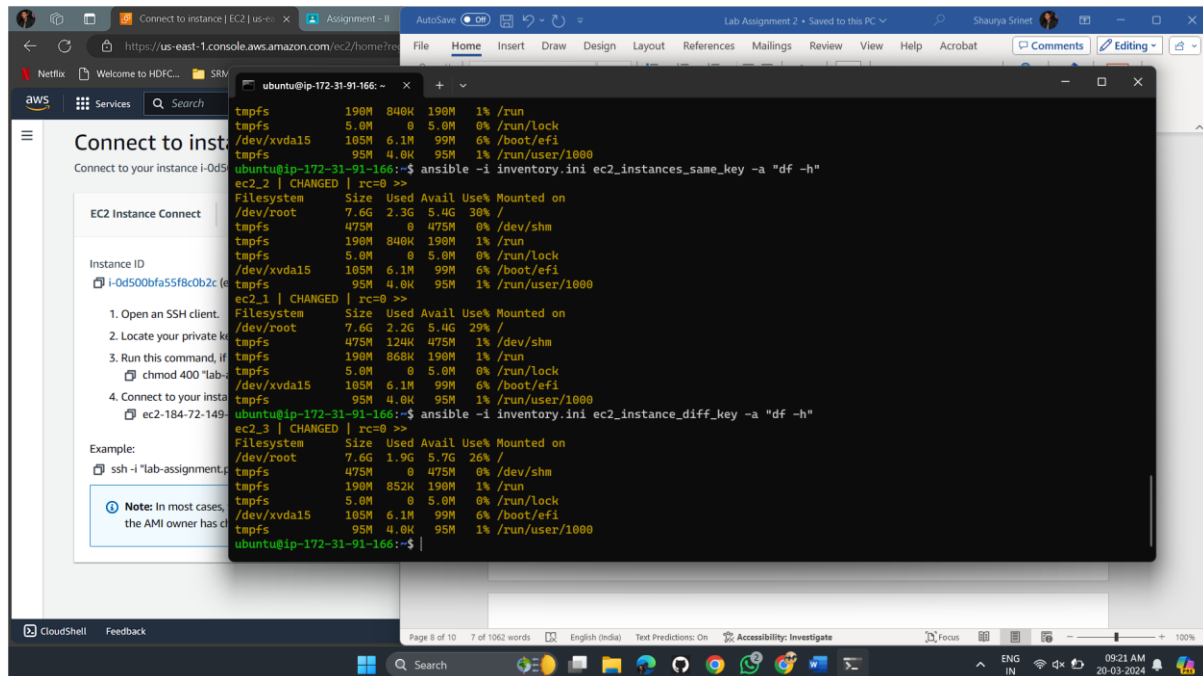 Connect to instance | EC2 | us-ea
Assignment - II
https://us-east-1.console.aws.amazon.com/ec2/home?re
Netflix Welcome to HDFC... SRM
aws Services Search
Connect to insta
Connect to your instance i-0d5
EC2 Instance Connect
Instance ID
i-0d500bfa55f8c0b2c (e
1. Open an SSH client.
2. Locate your private ke
3. Run this command, if
chmod 400 "lab-a
4. Connect to your insta
ec2-184-72-149-
Example:
ssh -i "lab-assignment.p
Note: In most cases,
the AMI owner has ch
CloudShell Feedback
AutoSave Off
Lab Assignment 2 • Saved to this PC
Shaurya Srinet
File Home Insert Draw Design Layout References Mailings Review View Help Acrobat Comments Editing
ubuntu@ip-172-31-91-166: ~
tmpfs 190M 840K 190M 1% /run
tmpfs 5.0M 0 5.0M 0% /run/lock
/dev/xvda15 105M 6.1M 99M 6% /boot/efi
tmpfs 95M 4.0K 95M 1% /run/user/1000
ubuntu@ip-172-31-91-166:~$ ansible -i inventory.ini ec2_instances_same_key -a "df -h"
ec2_2 | CHANGED | rc=0 >>
Filesystem Size Used Avail Use% Mounted on
/dev/root 7.6G 2.3G 5.4G 30% /
tmpfs 475M 0 475M 0% /dev/shm
tmpfs 190M 840K 190M 1% /run
tmpfs 5.0M 0 5.0M 0% /run/lock
/dev/xvda15 105M 6.1M 99M 6% /boot/efi
tmpfs 95M 4.0K 95M 1% /run/user/1000
ec2_1 | CHANGED | rc=0 >>
Filesystem Size Used Avail Use% Mounted on
/dev/root 7.6G 2.2G 5.4G 29% /
tmpfs 475M 124K 475M 1% /dev/shm
tmpfs 190M 868K 190M 1% /run
tmpfs 5.0M 0 5.0M 0% /run/lock
/dev/xvda15 105M 6.1M 99M 6% /boot/efi
tmpfs 95M 4.0K 95M 1% /run/user/1000
ubuntu@ip-172-31-91-166:~$ ansible -i inventory.ini ec2_instance_diff_key -a "df -h"
ec2_3 | CHANGED | rc=0 >>
Filesystem Size Used Avail Use% Mounted on
/dev/root 7.6G 1.9G 5.7G 26% /
tmpfs 475M 0 475M 0% /dev/shm
tmpfs 190M 852K 190M 1% /run
tmpfs 5.0M 0 5.0M 0% /run/lock
/dev/xvda15 105M 6.1M 99M 6% /boot/efi
tmpfs 95M 4.0K 95M 1% /run/user/1000
ubuntu@ip-172-31-91-166:~$
Page 8 of 10 7 of 1062 words English (India) Text Predictions: On Accessibility: Investigate Focus 100%
Search
ENG
IN
09:21 AM
20-03-2024